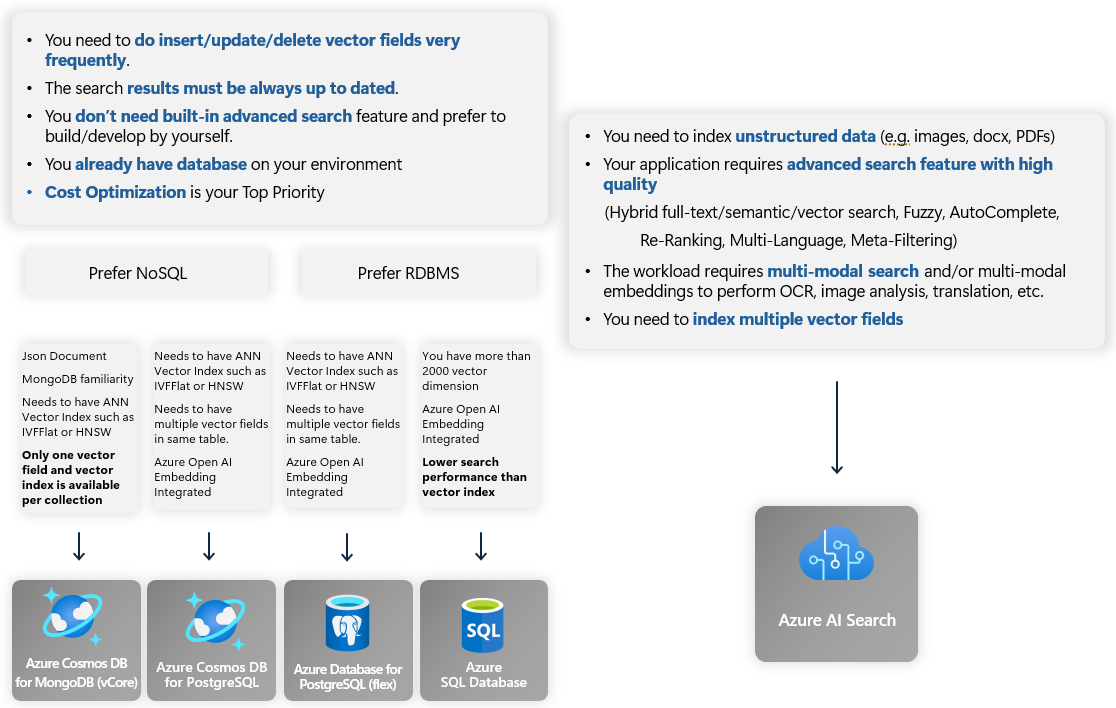 • You need to do insert/update/delete vector fields very
frequently.
• The search results must be always up to dated.
• You don’t need built-in advanced search feature and prefer to
build/develop by yourself.
• You already have database on your environment
• Cost Optimization is your Top Priority
Prefer NoSQL
Prefer RDBMS
Json Document
MongoDB familiarity
Needs to have ANN
Vector Index such as
IVFFlat or HNSW
Only one vector
field and vector
index is available
per collection
Needs to have ANN
Vector Index such as
IVFFlat or HNSW
Needs to have
multiple vector fields
in same table.
Azure Open AI
Embedding
Integrated
Needs to have ANN
Vector Index such as
IVFFlat or HNSW
Needs to have
multiple vector fields
in same table.
Azure Open AI
Embedding
Integrated
You have more than
2000 vector
dimension
Azure Open AI
Embedding
Integrated
Lower search
performance than
vector index
Azure Cosmos DB
for MongoDB (vCore)
Azure Cosmos DB
for PostgreSQL
Azure Database for
PostgreSQL (flex)
SQL
Azure
SQL Database
• You need to index unstructured data (e.g. images, docx, PDFs)
• Your application requires advanced search feature with high
quality
(Hybrid full-text/semantic/vector search, Fuzzy, AutoComplete,
Re-Ranking, Multi-Language, Meta-Filtering)
• The workload requires multi-modal search and/or multi-modal
embeddings to perform OCR, image analysis, translation, etc.
• You need to index multiple vector fields
Azure AI Search